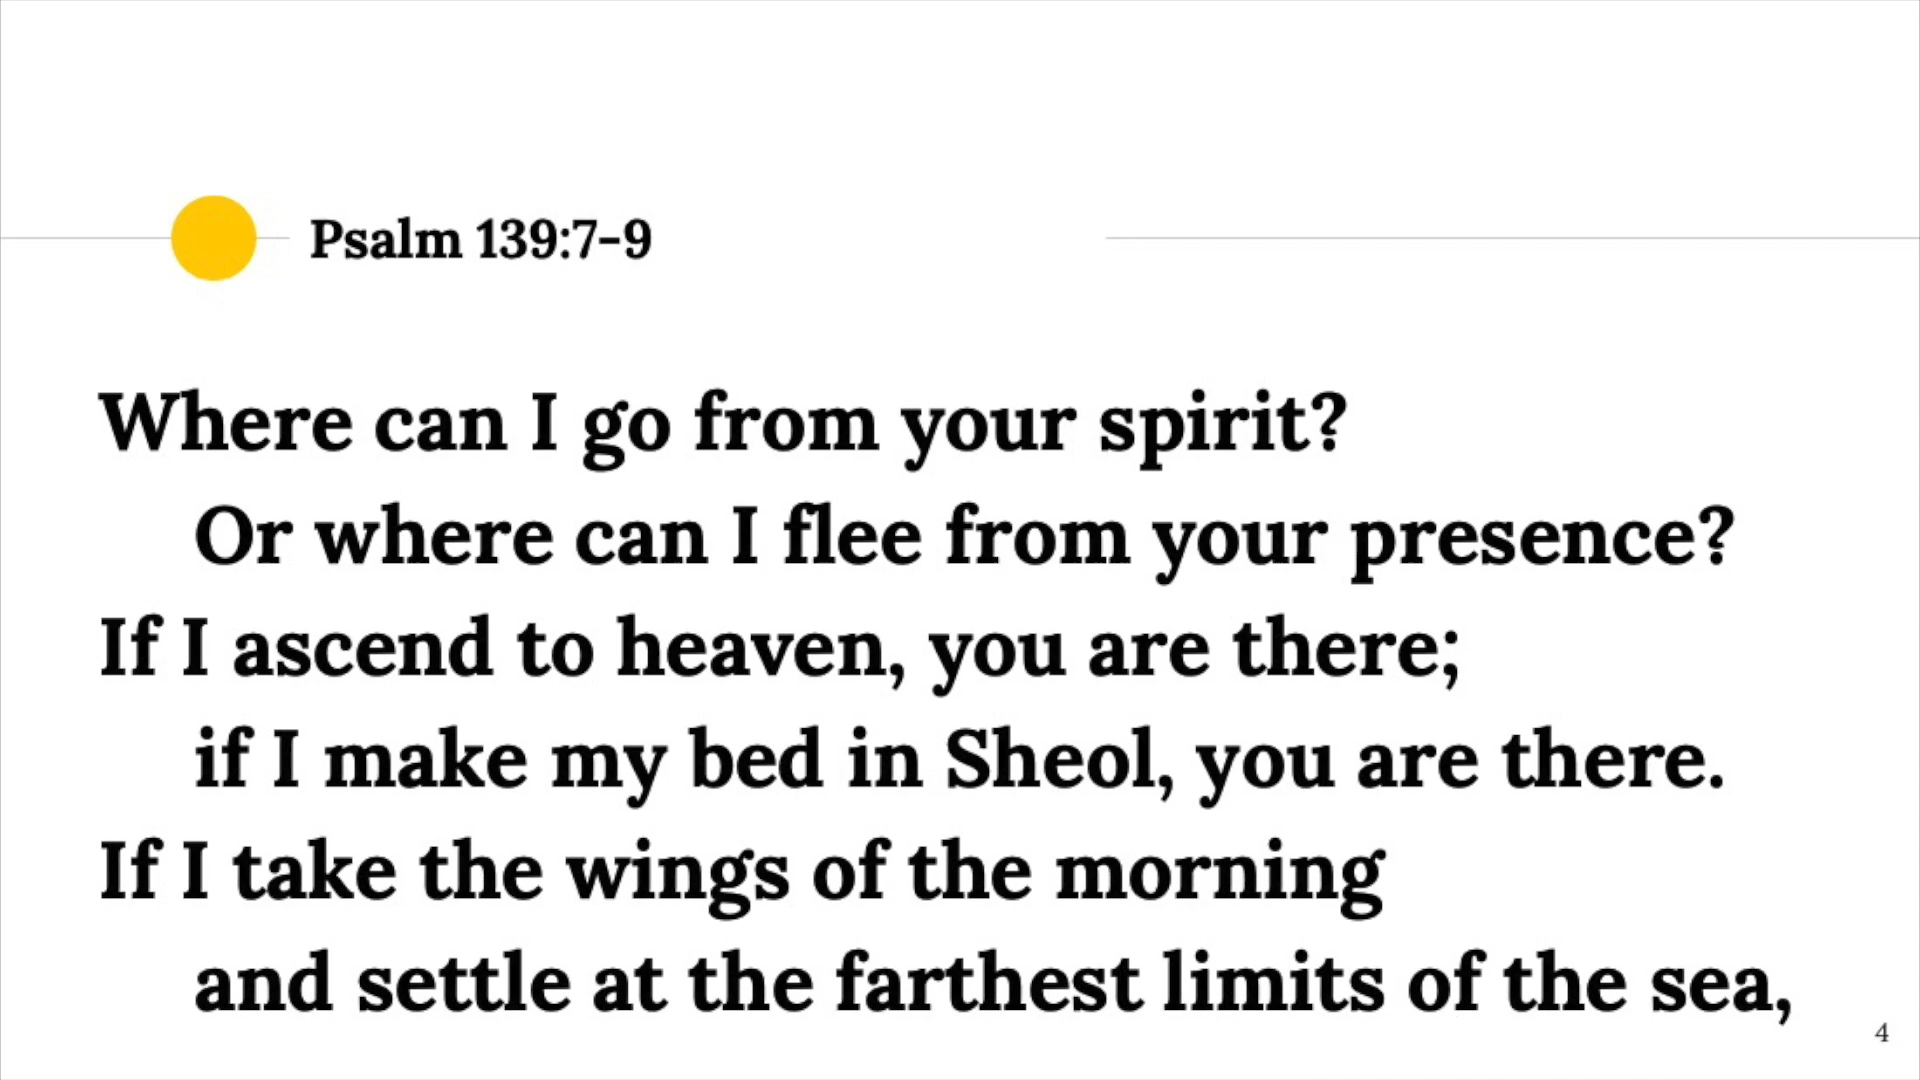 Psalm 139:7–9
Where can I go from your spirit?
Or where can I flee from your presence?
If I ascend to heaven, you are there;
if I make my bed in Sheol, you are there.
If I take the wings of the morning
and settle at the farthest limits of the sea,
4